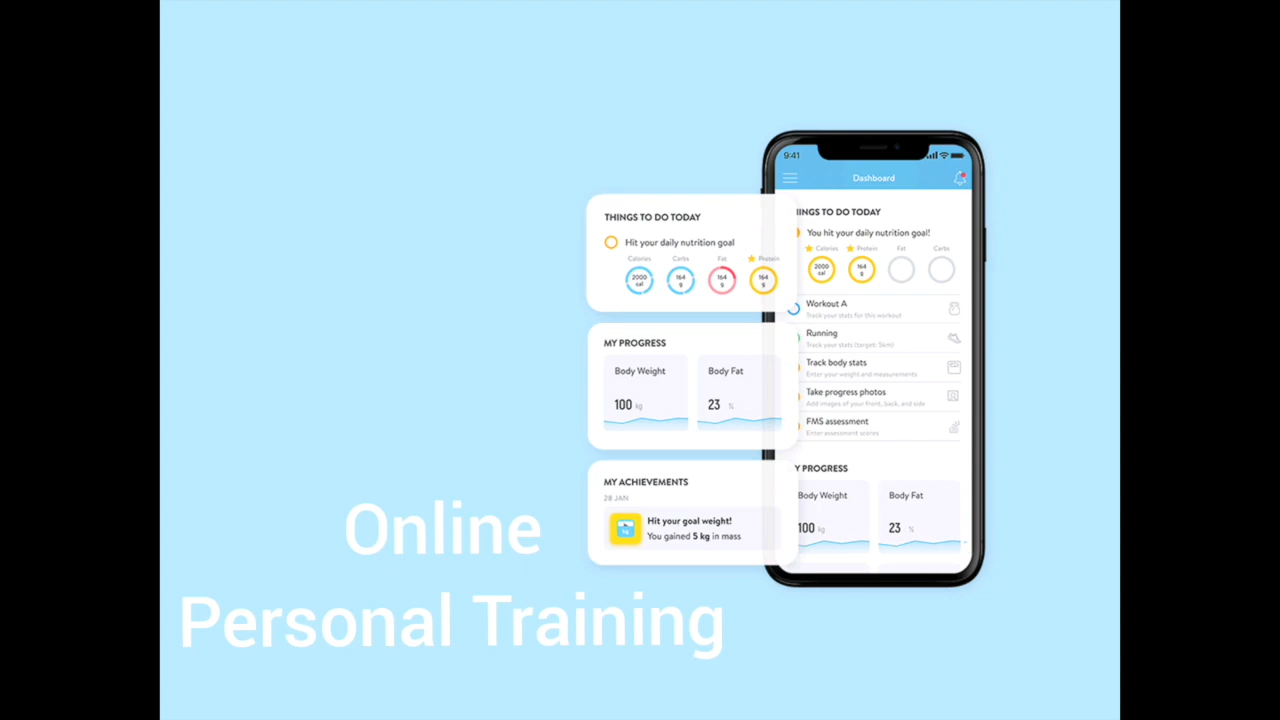 THINGS TO DO TODAY
Hit your daily nutrition goal
Calories Carbs Fat Protein
2000 cal
164 g
164 g
164 g
MY PROGRESS
Body Weight
100 kg
Body Fat
23 %
MY ACHIEVEMENTS
28 JAN
Hit your goal weight!
You gained 5 kg in mass
kg
9:41
Dashboard
INGS TO DO TODAY
You hit your daily nutrition goal!
Calories Protein Fat Carbs
2000 cal
164 g
Workout A
Track your stats for this workout
Running
Track your stats (target: 5km)
Track body stats
Enter your weight and measurements
Take progress photos
Add images of your front, back, and side
FMS assessment
Enter assessment scores
Y PROGRESS
Body Weight
100 kg
Body Fat
23 %
Online
Personal Training